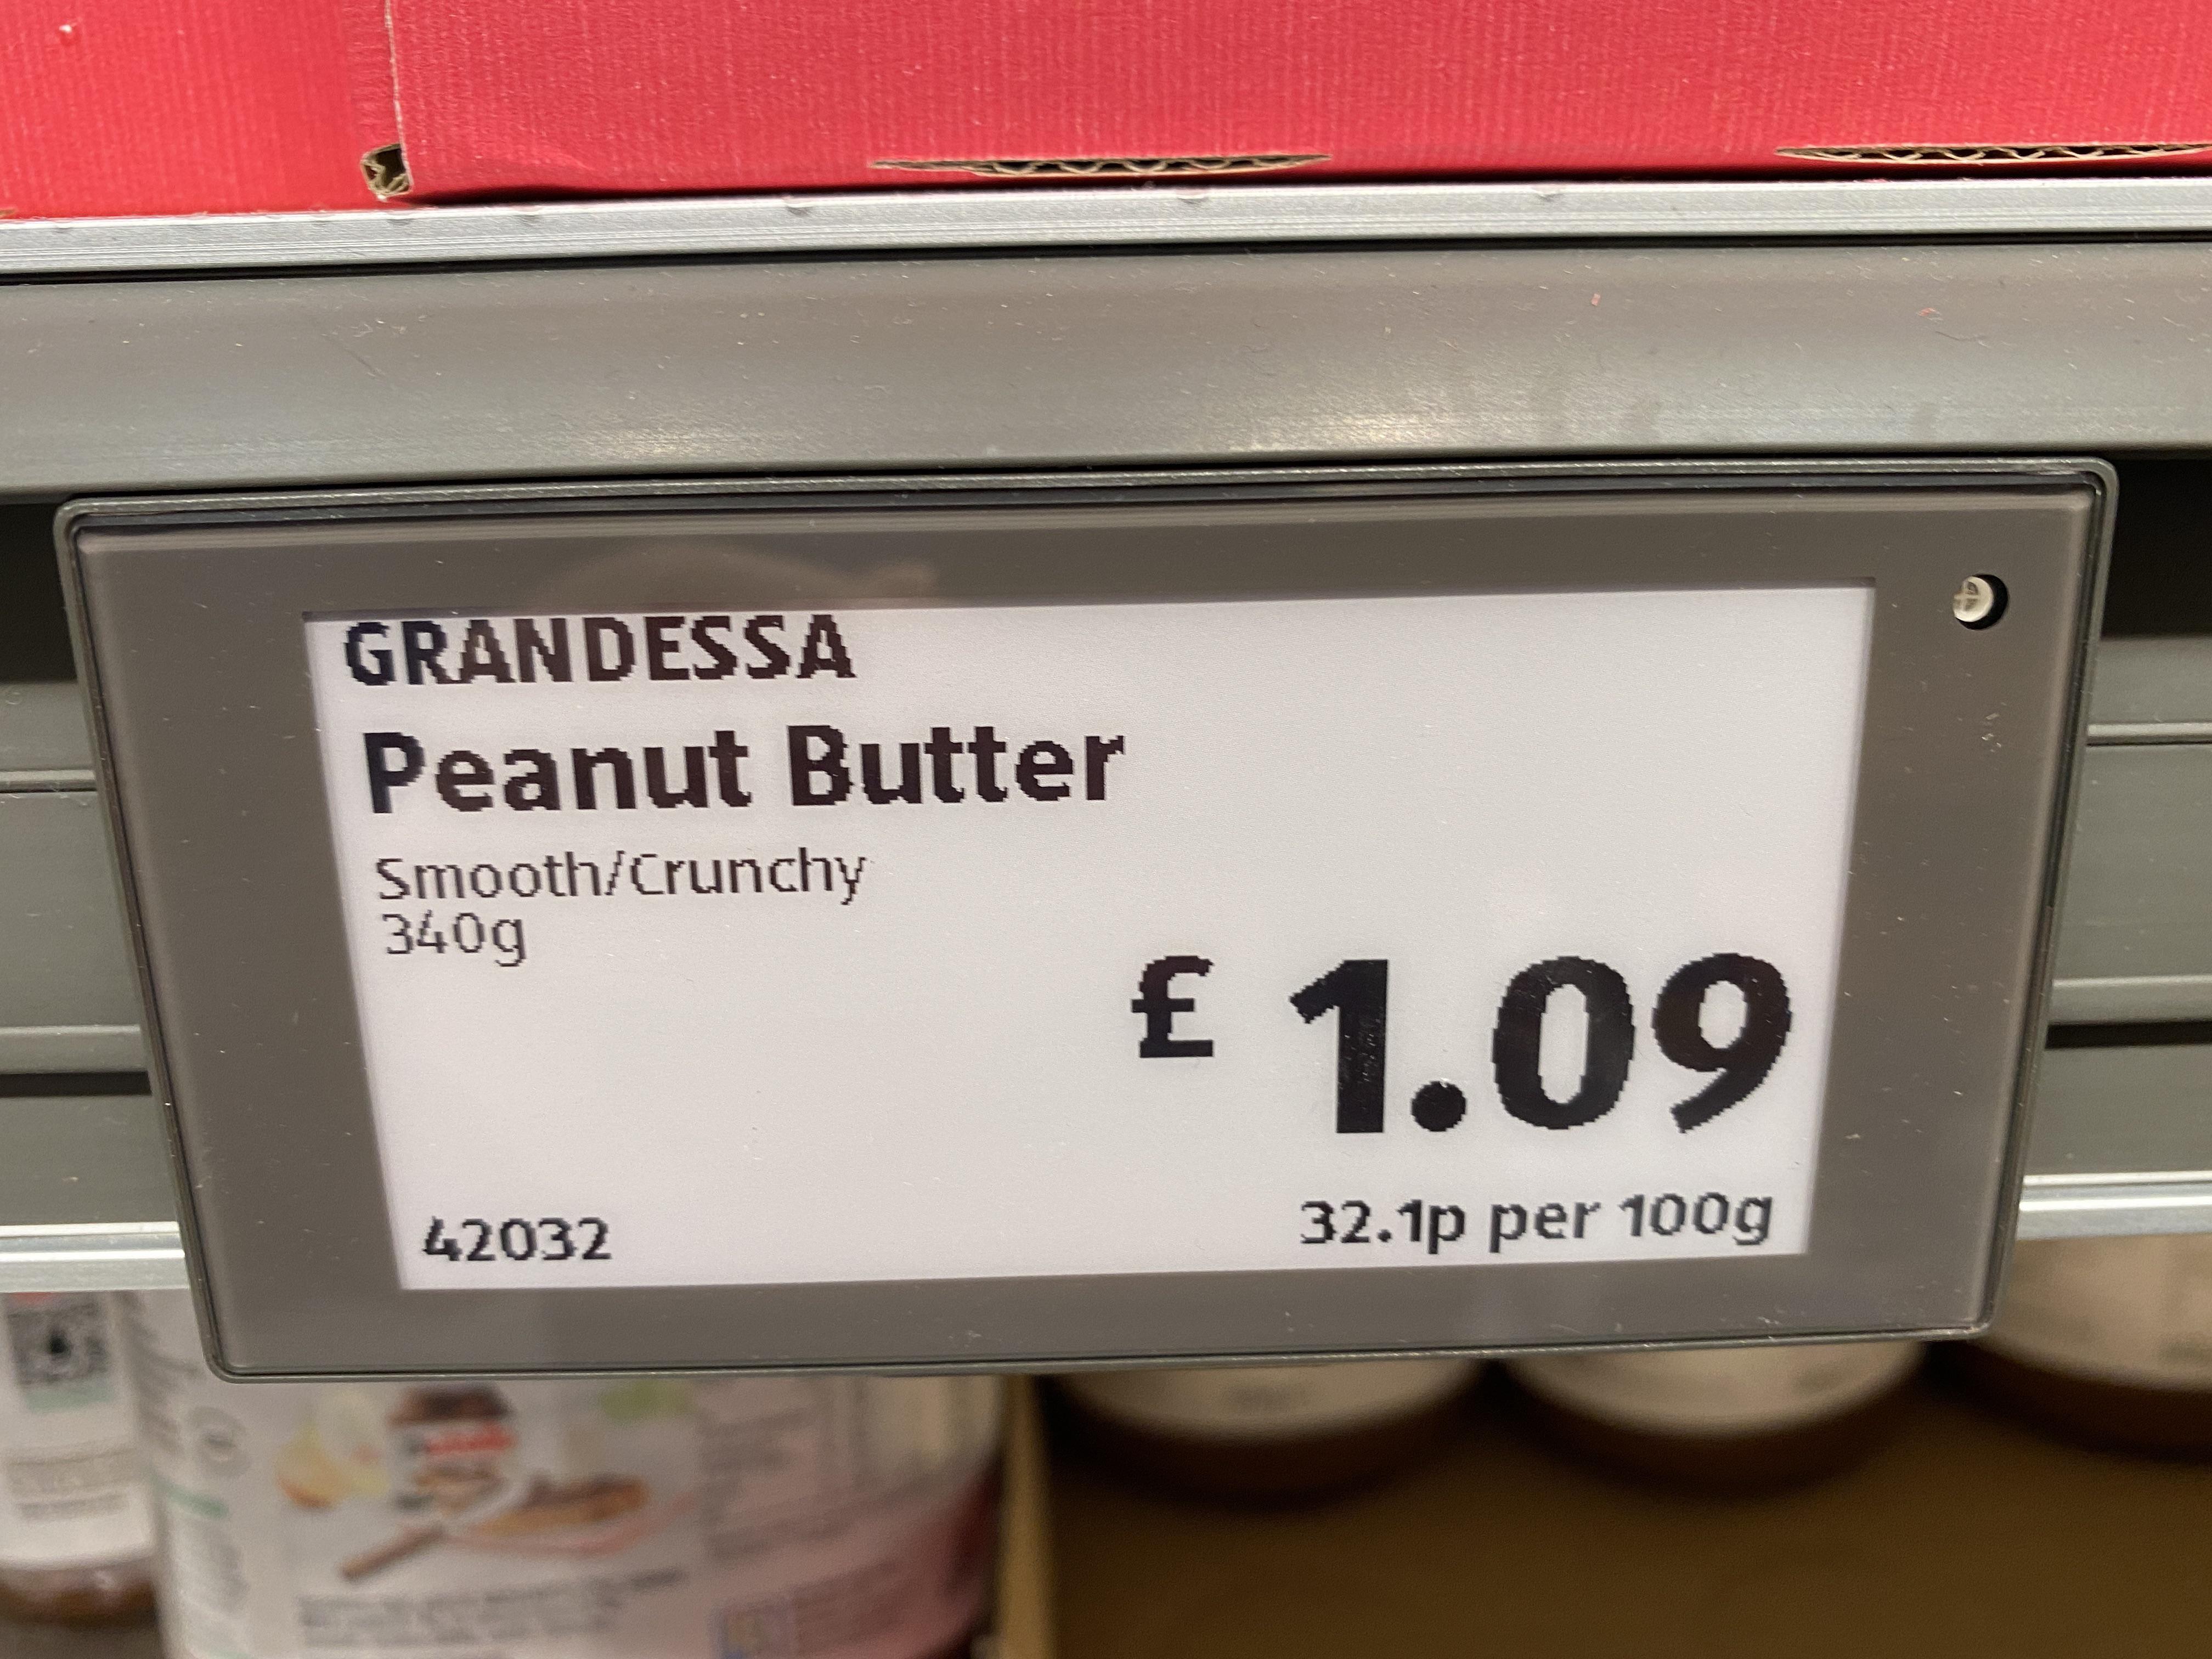 GRANDESSA
Peanut Butter
Smooth/Crunchy
340g
£ 1.09
42032
32.1p per 100g